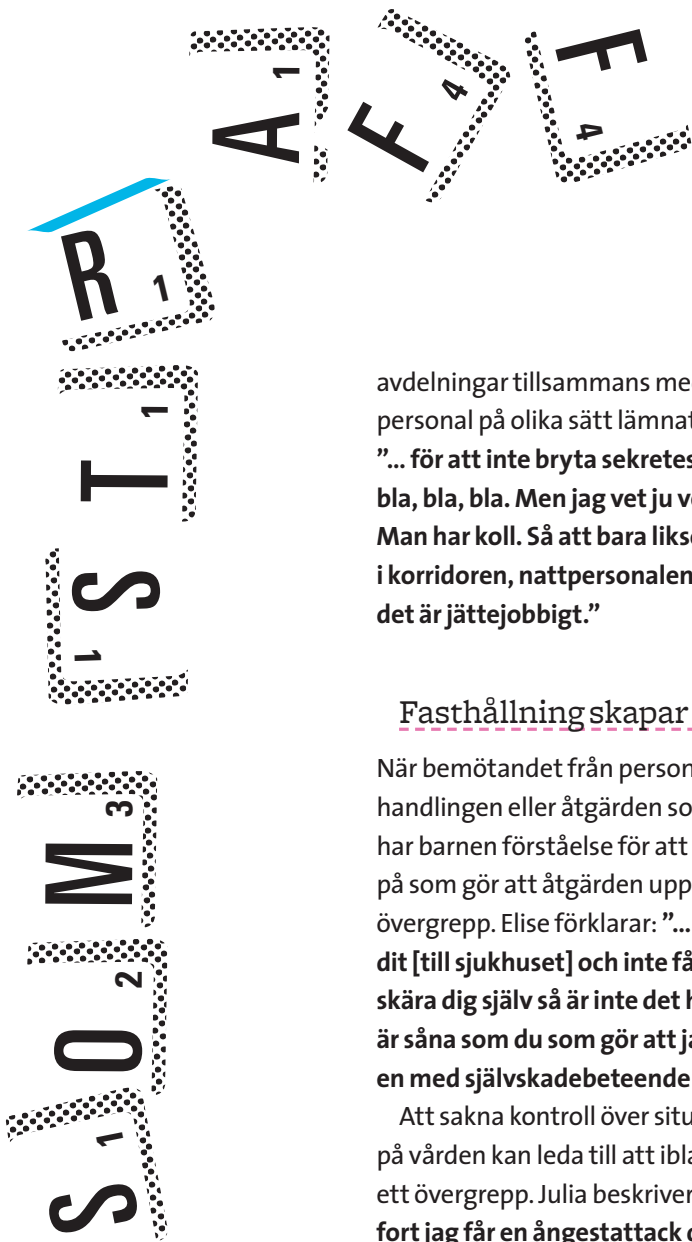 S 1
O 2
M 3
S 1
T 1
R 1
A 1
F 4
F 4
avdelningar tillsammans me
personal på olika sätt lämnat
”... för att inte bryta sekretes
bla, bla, bla. Men jag vet ju ve
Man har koll. Så att bara likso
i korridoren, nattpersonalen
det är jättejobbigt.”
Fasthållning skapar
När bemötandet från person
handlingen eller åtgärden so
har barnen förståelse för att
på som gör att åtgärden upp
övergrepp. Elise förklarar: ”...
dit [till sjukhuset] och inte få
skära dig själv så är inte det h
är såna som du som gör att ja
en med självskadebeteende
Att sakna kontroll över situ
på vården kan leda till att ibla
ett övergrepp. Julia beskriver
fort jag får en ångestattack